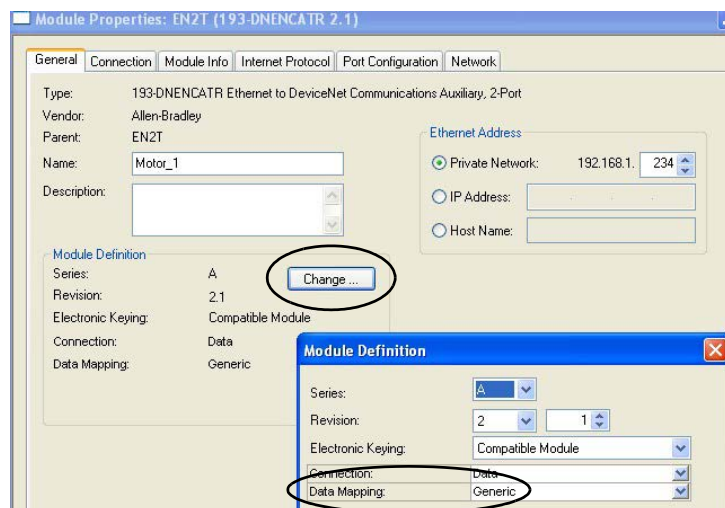 Module Properties: EN2T (193-DNENCATR 2.1)
General Connection Module Info Internet Protocol Port Configuration Network
Type: 193-DNENCATR Ethernet to DeviceNet Communications Auxiliary, 2-Port
Vendor: Allen-Bradley
Parent: EN2T
Name: Motor_1
Description:
Ethernet Address
Private Network: 192.168.1. 234
IP Address:
Host Name:
Module Definition
Series: A
Change ...
Revision: 2.1
Electronic Keying: Compatible Module
Connection: Data
Data Mapping: Generic
Module Definition
Series: A
Revision: 2 1
Electronic Keying: Compatible Module
Connection: Data
Data Mapping: Generic